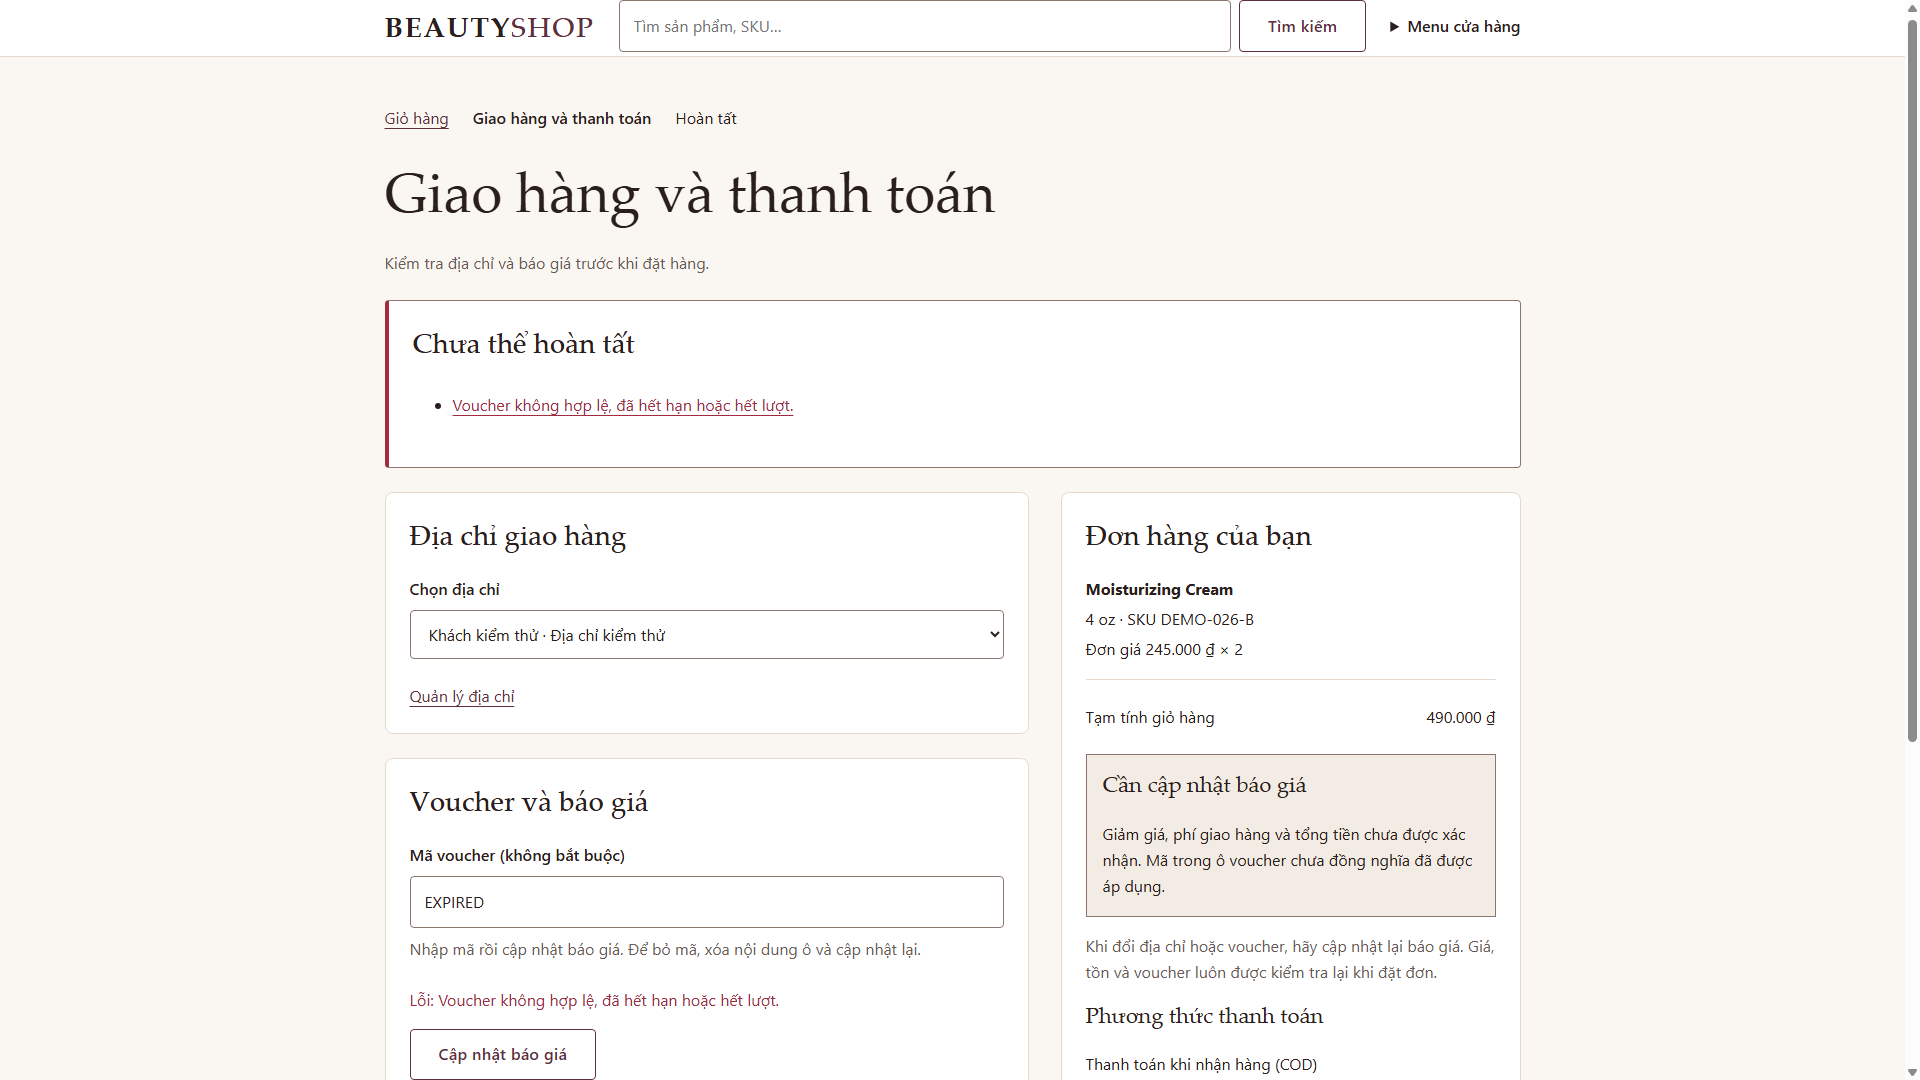 BEAUTYSHOP
Tìm sản phẩm, SKU...
Tìm kiếm
Menu cửa hàng
Giỏ hàng
Giao hàng và thanh toán
Hoàn tất
Giao hàng và thanh toán
Kiểm tra địa chỉ và báo giá trước khi đặt hàng.
Chưa thể hoàn tất
Voucher không hợp lệ, đã hết hạn hoặc hết lượt.
Địa chỉ giao hàng
Chọn địa chỉ
Khách kiểm thử · Địa chỉ kiểm thử
Quản lý địa chỉ
Voucher và báo giá
Mã voucher (không bắt buộc)
EXPIRED
Nhập mã rồi cập nhật báo giá. Để bỏ mã, xóa nội dung ô và cập nhật lại.
Lỗi: Voucher không hợp lệ, đã hết hạn hoặc hết lượt.
Cập nhật báo giá
Đơn hàng của bạn
Moisturizing Cream
4 oz · SKU DEMO-026-B
Đơn giá 245.000 ₫ × 2
Tạm tính giỏ hàng 490.000 ₫
Cần cập nhật báo giá
Giảm giá, phí giao hàng và tổng tiền chưa được xác
nhận. Mã trong ô voucher chưa đồng nghĩa đã được
áp dụng.
Khi đổi địa chỉ hoặc voucher, hãy cập nhật lại báo giá. Giá,
tồn và voucher luôn được kiểm tra lại khi đặt đơn.
Phương thức thanh toán
Thanh toán khi nhận hàng (COD)